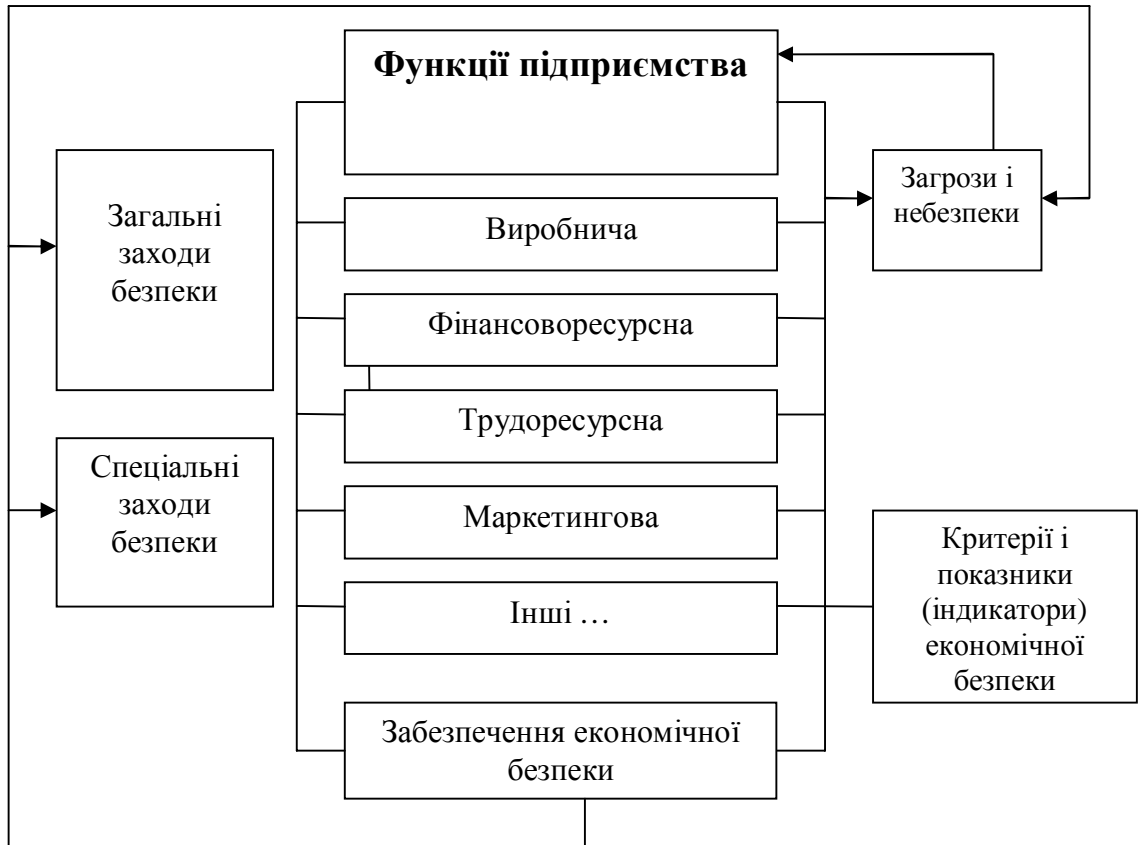 Функції підприємства
Загрози і
небезпеки
Загальні
заходи
безпеки
Виробнича
Фінансоворесурсна
Трудоресурсна
Спеціальні
заходи
безпеки
Маркетингова
Критерії і
показники
(індикатори)
економічної
безпеки
Інші …
Забезпечення економічної
безпеки